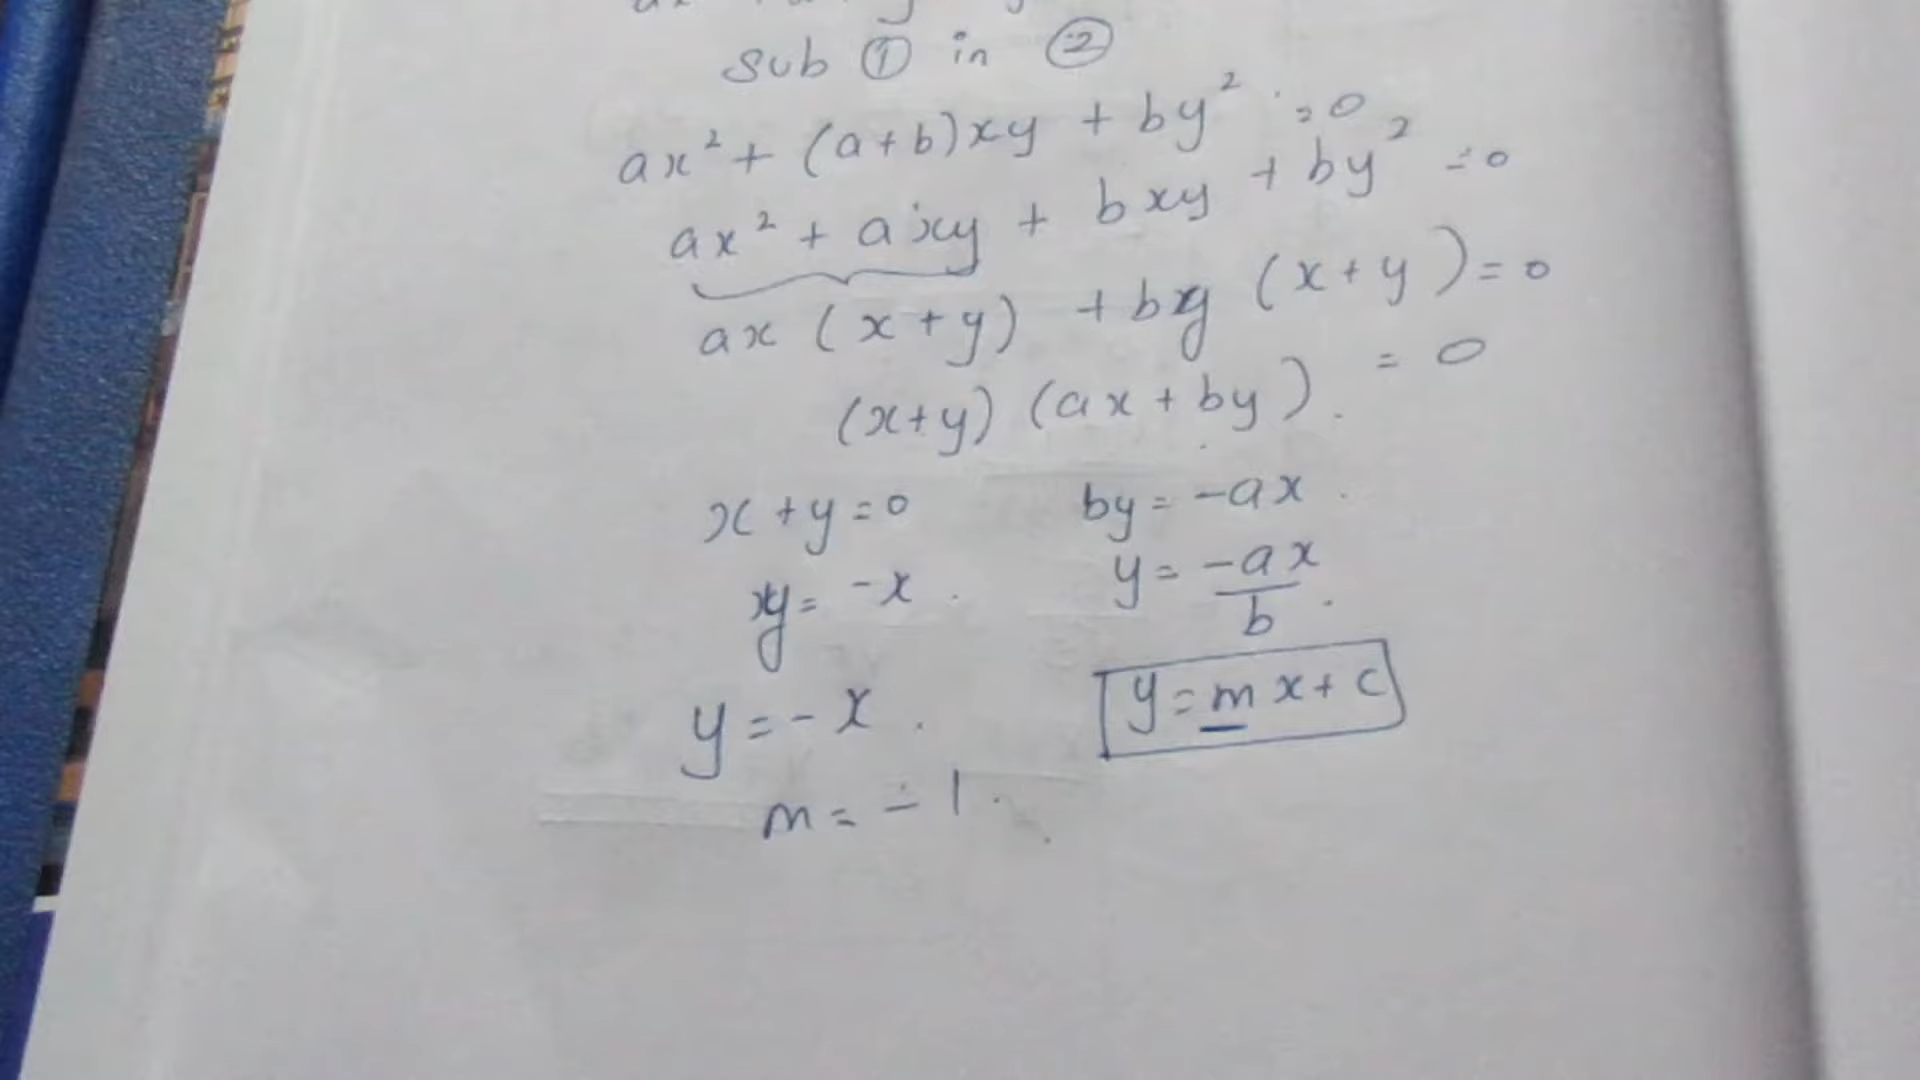 sub ① in ②
ax² + (a+b)xy + by² = 0
ax² + axy + bxy + by² = 0
ax (x+y) + by (x+y) = 0
(x+y) (ax + by) = 0
x + y = 0 by = -ax
y = -x y = -ax/b
y = -x y = mx + c
m = -1